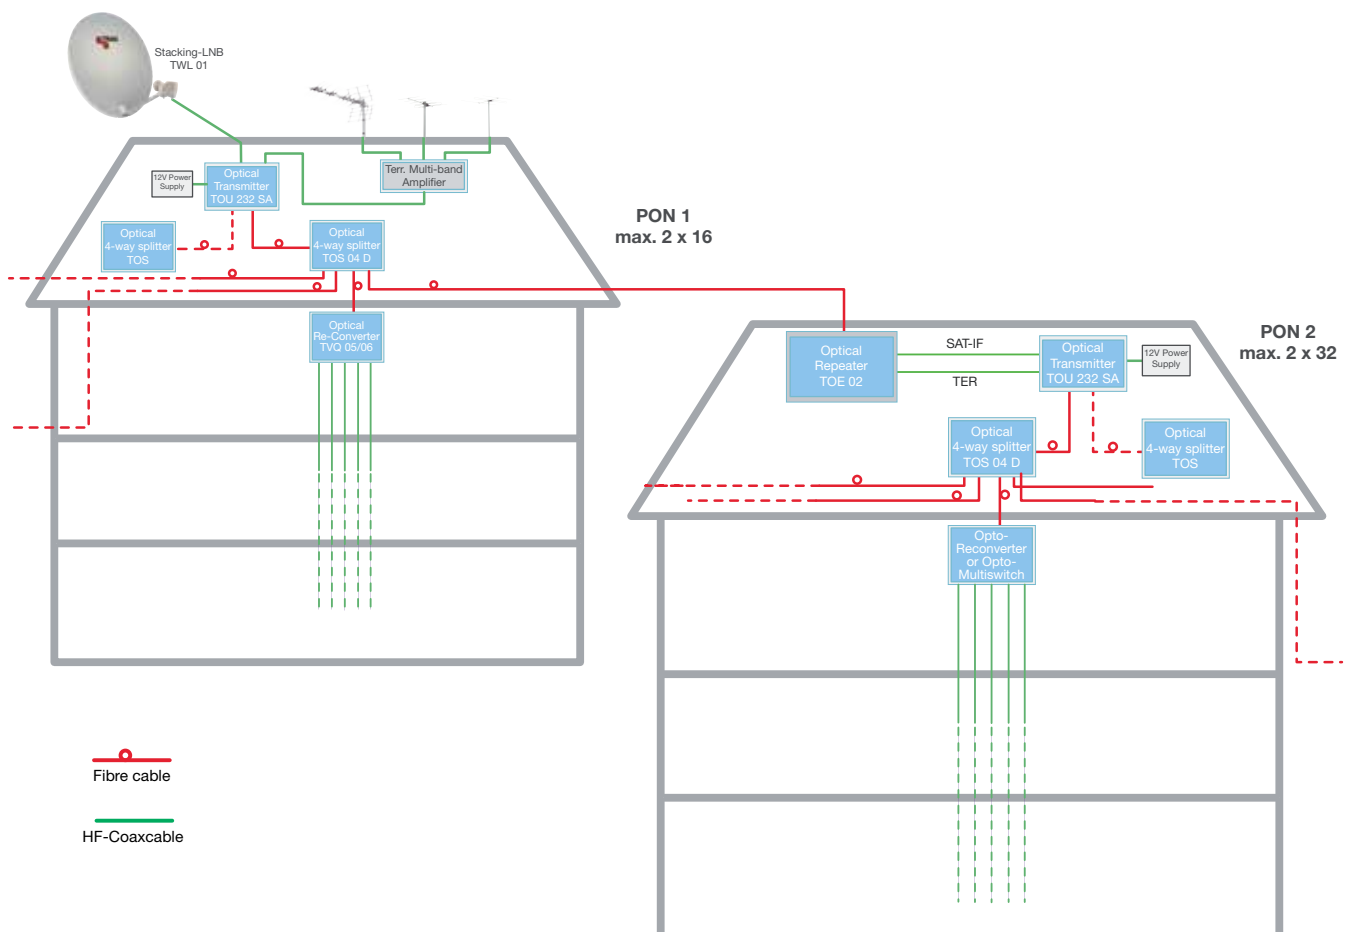 Stacking-LNB
TWL 01
12V Power
Supply
Optical
Transmitter
TOU 232 SA
Terr. Multi-band
Amplifier
Optical
4-way splitter
TOS
Optical
4-way splitter
TOS 04 D
Optical
Re-Converter
TVQ 05/06
PON 1
max. 2 x 16
PON 2
max. 2 x 32
Optical
Repeater
TOE 02
SAT-IF
TER
Optical
Transmitter
TOU 232 SA
12V Power
Supply
Optical
4-way splitter
TOS 04 D
Optical
4-way splitter
TOS
Opto-
Reconverter
or Opto-
Multiswitch
Fibre cable
HF-Coaxcable